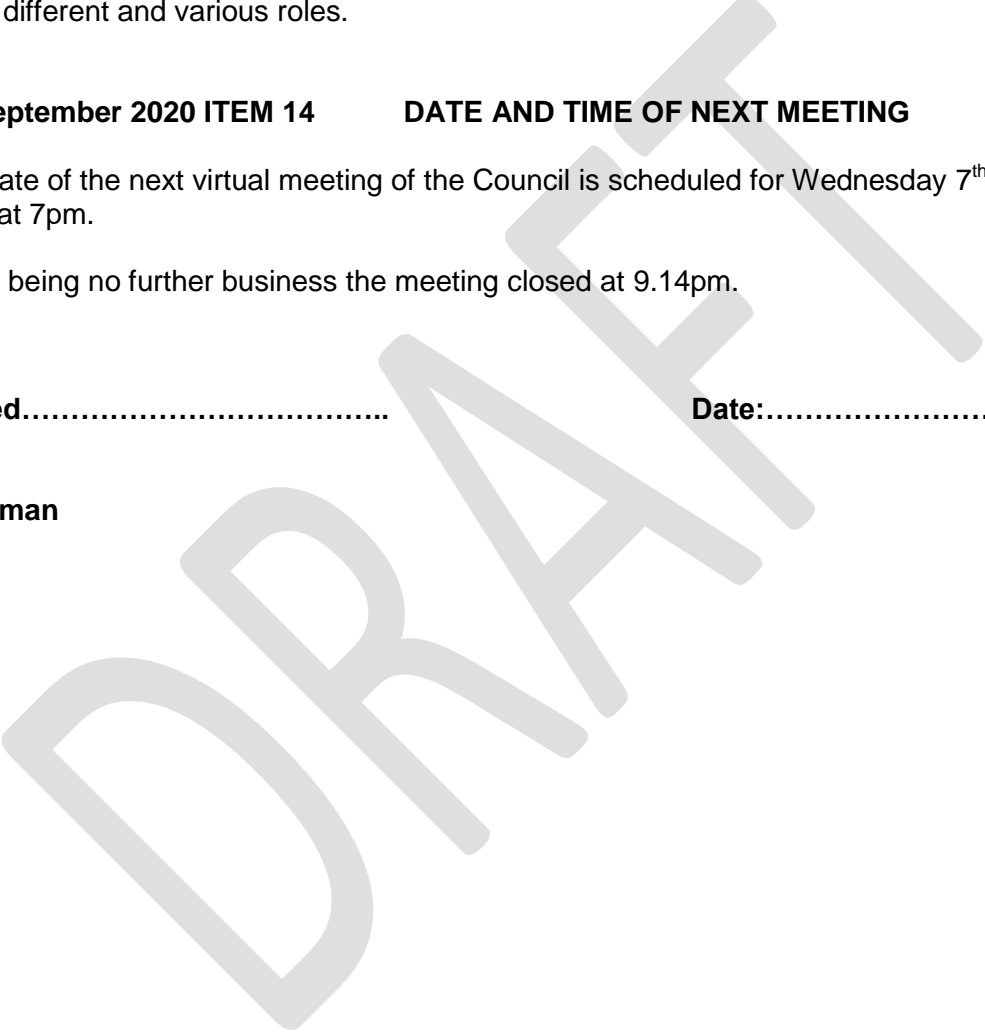 different and various roles.
eptember 2020 ITEM 14 DATE AND TIME OF NEXT MEETING
ate of the next virtual meeting of the Council is scheduled for Wednesday 7th
at 7pm.
being no further business the meeting closed at 9.14pm.
ed……………………………….. Date:…………………
man
DRAFT